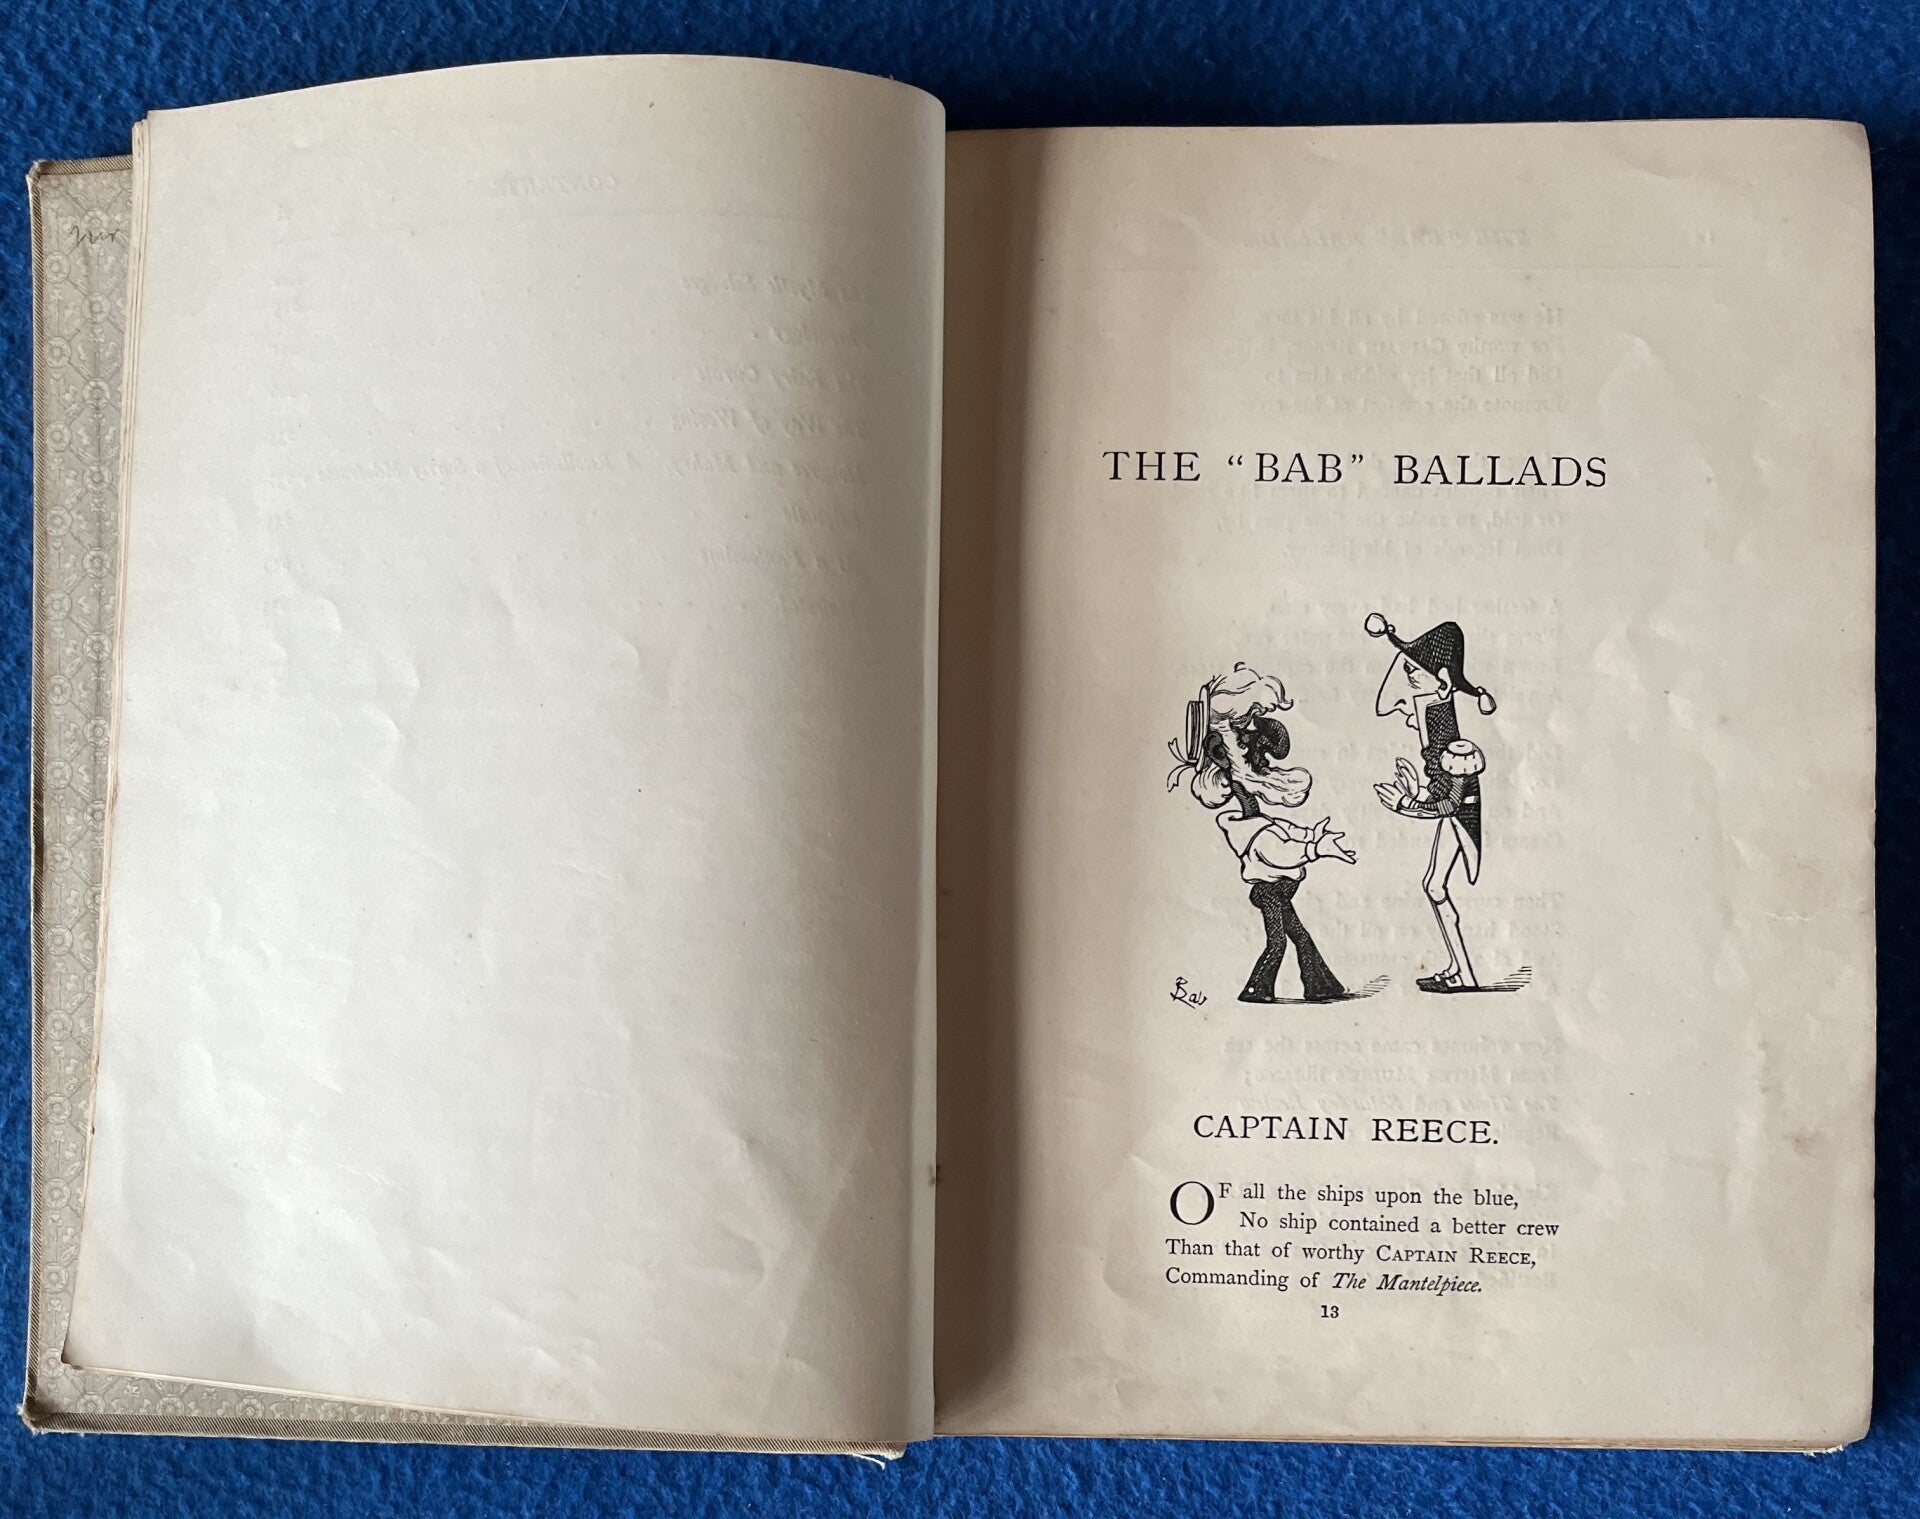 THE “BAB” BALLADS
Bab
CAPTAIN REECE.
OF all the ships upon the blue,
No ship contained a better crew
Than that of worthy CAPTAIN REECE,
Commanding of The Mantelpiece.
13